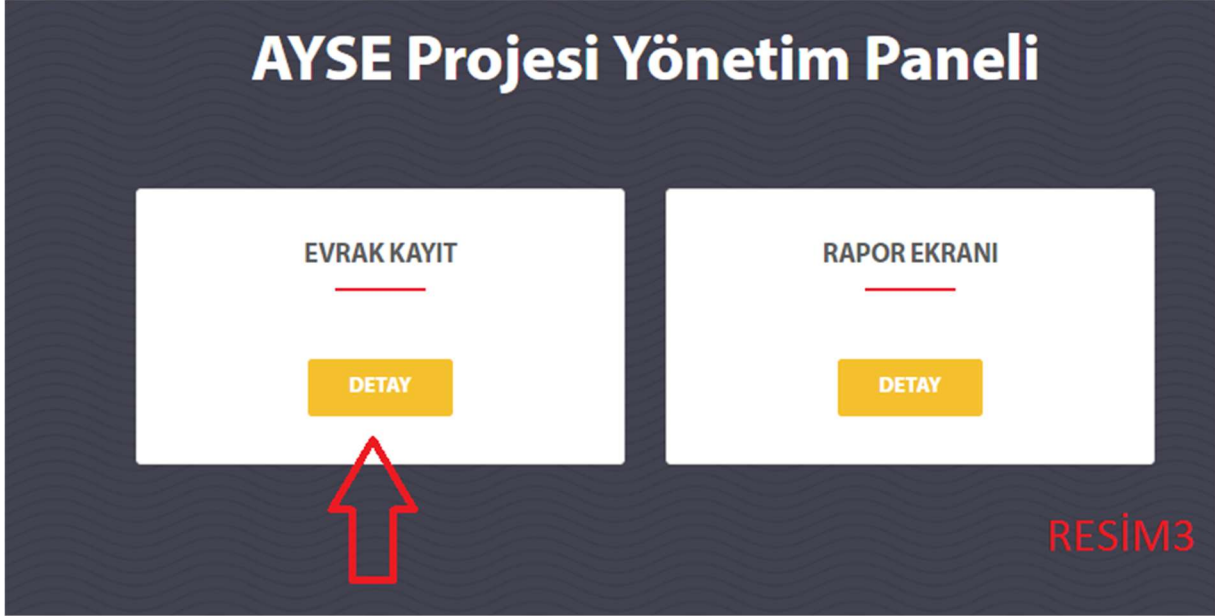 AYSE Projesi Yönetim Paneli
EVRAK KAYIT
RAPOR EKRANI
DETAY
DETAY
RESİM3